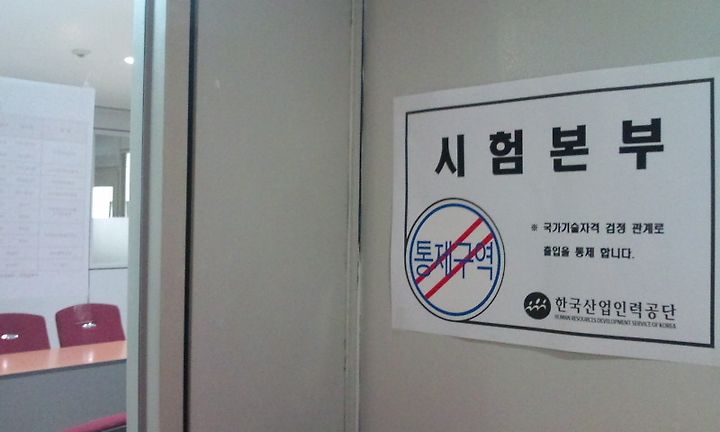 시험본부
통제구역
※ 국가기술자격 검정 관계로
출입을 통제 합니다.
한국산업인력공단
HUMAN RESOURCES DEVELOPMENT SERVICE OF KOREA